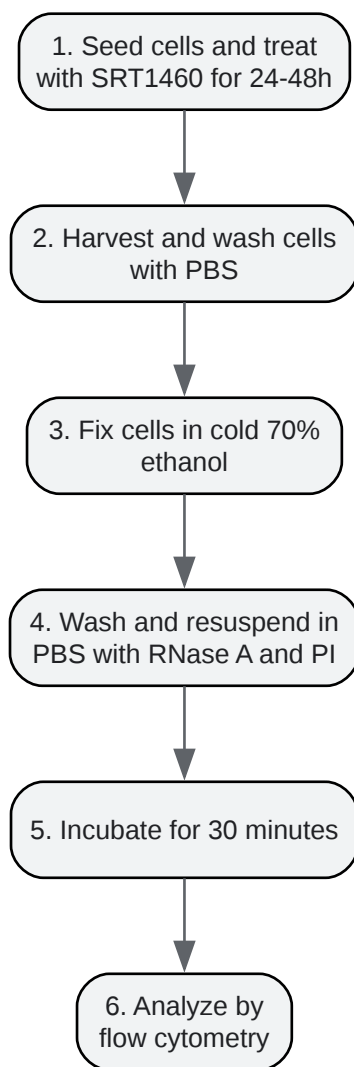 1. Seed cells and treat
with SRT1460 for 24-48h
2. Harvest and wash cells
with PBS
3. Fix cells in cold 70%
ethanol
4. Wash and resuspend in
PBS with RNase A and PI
5. Incubate for 30 minutes
6. Analyze by
flow cytometry